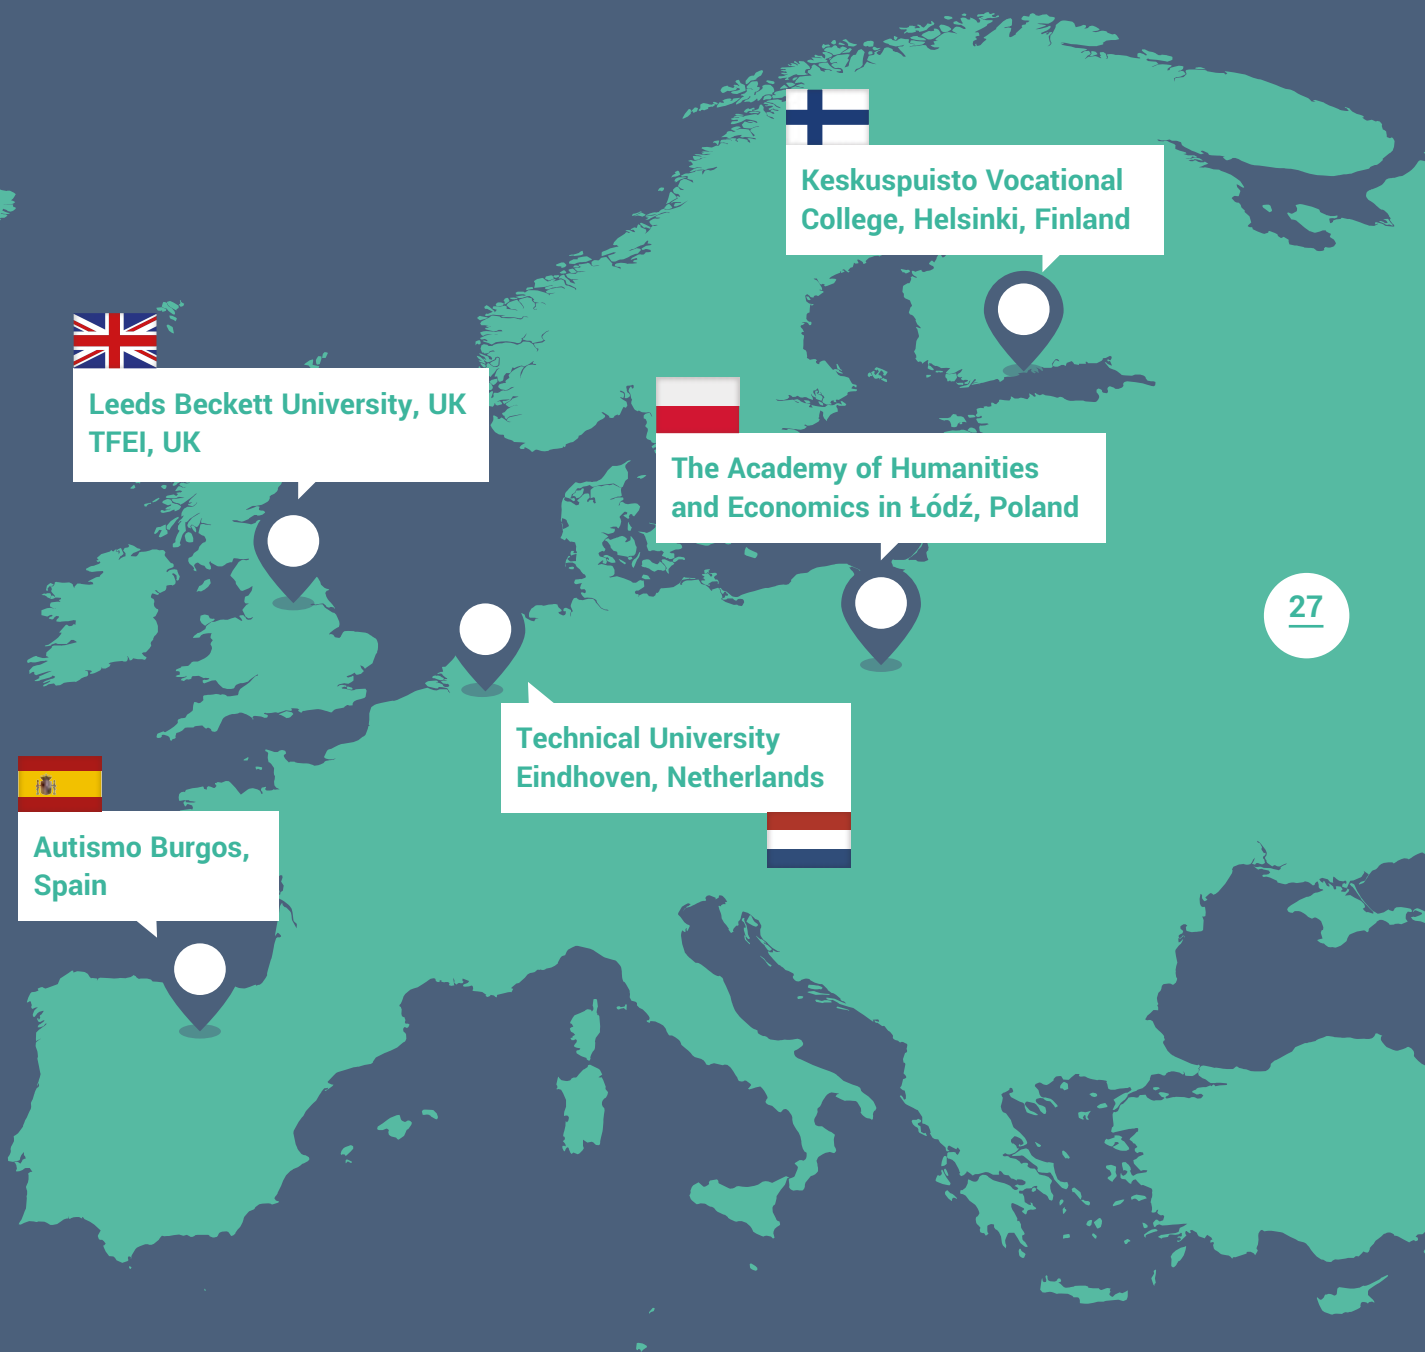 Keskuspuisto Vocational
College, Helsinki, Finland
Leeds Beckett University, UK
TFEI, UK
The Academy of Humanities
and Economics in Łódź, Poland
27
Technical University
Eindhoven, Netherlands
Autismo Burgos,
Spain